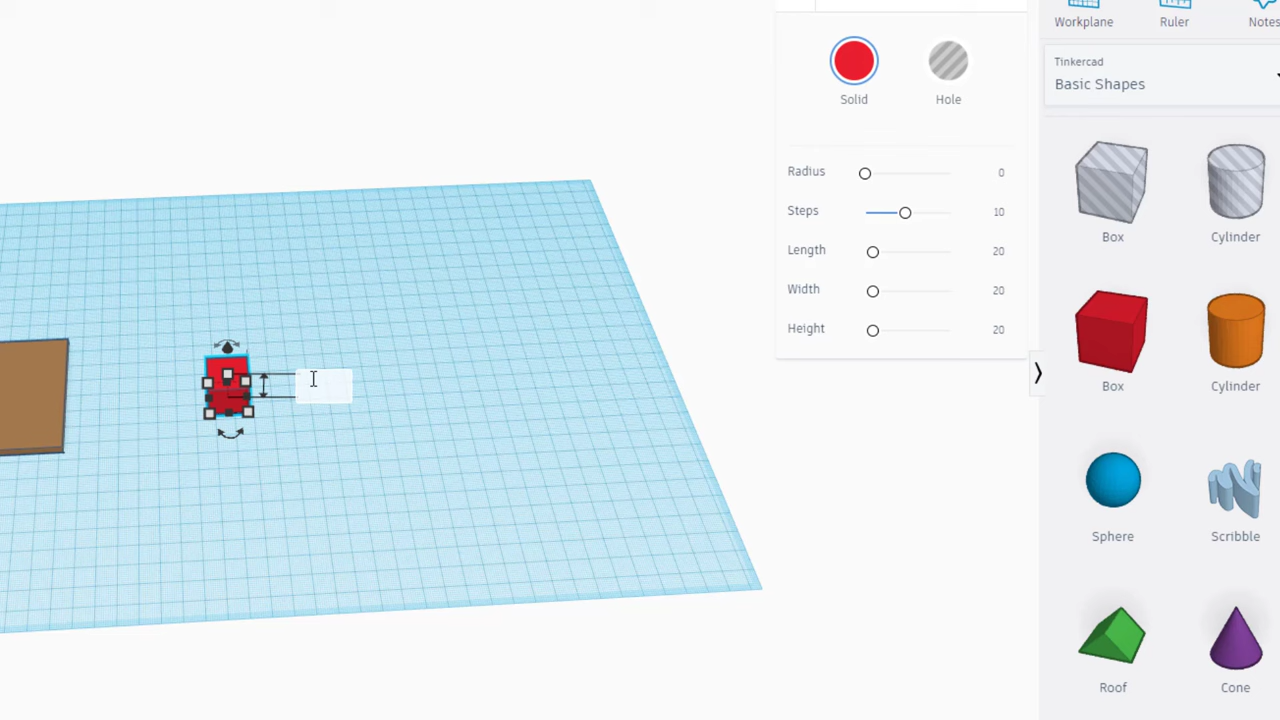 Workplane Ruler Notes
Tinkercad
Basic Shapes
Solid Hole
Radius 0
Steps 10
Length 20
Width 20
Height 20
Box Cylinder
Box Cylinder
Sphere Scribble
Roof Cone